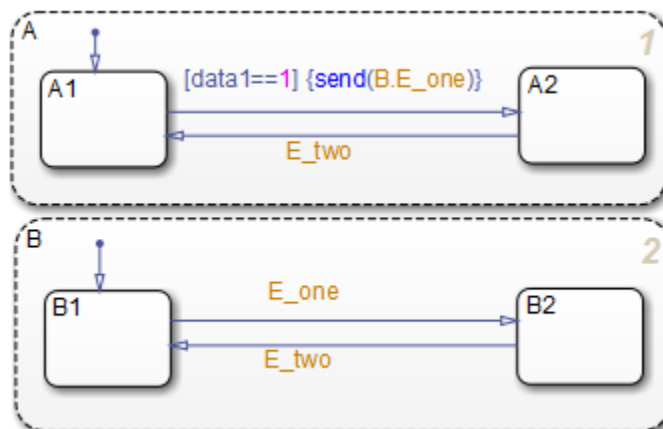 A
1
A1
[data1==1] {send(B.E_one)}
A2
E_two
B
2
B1
E_one
B2
E_two